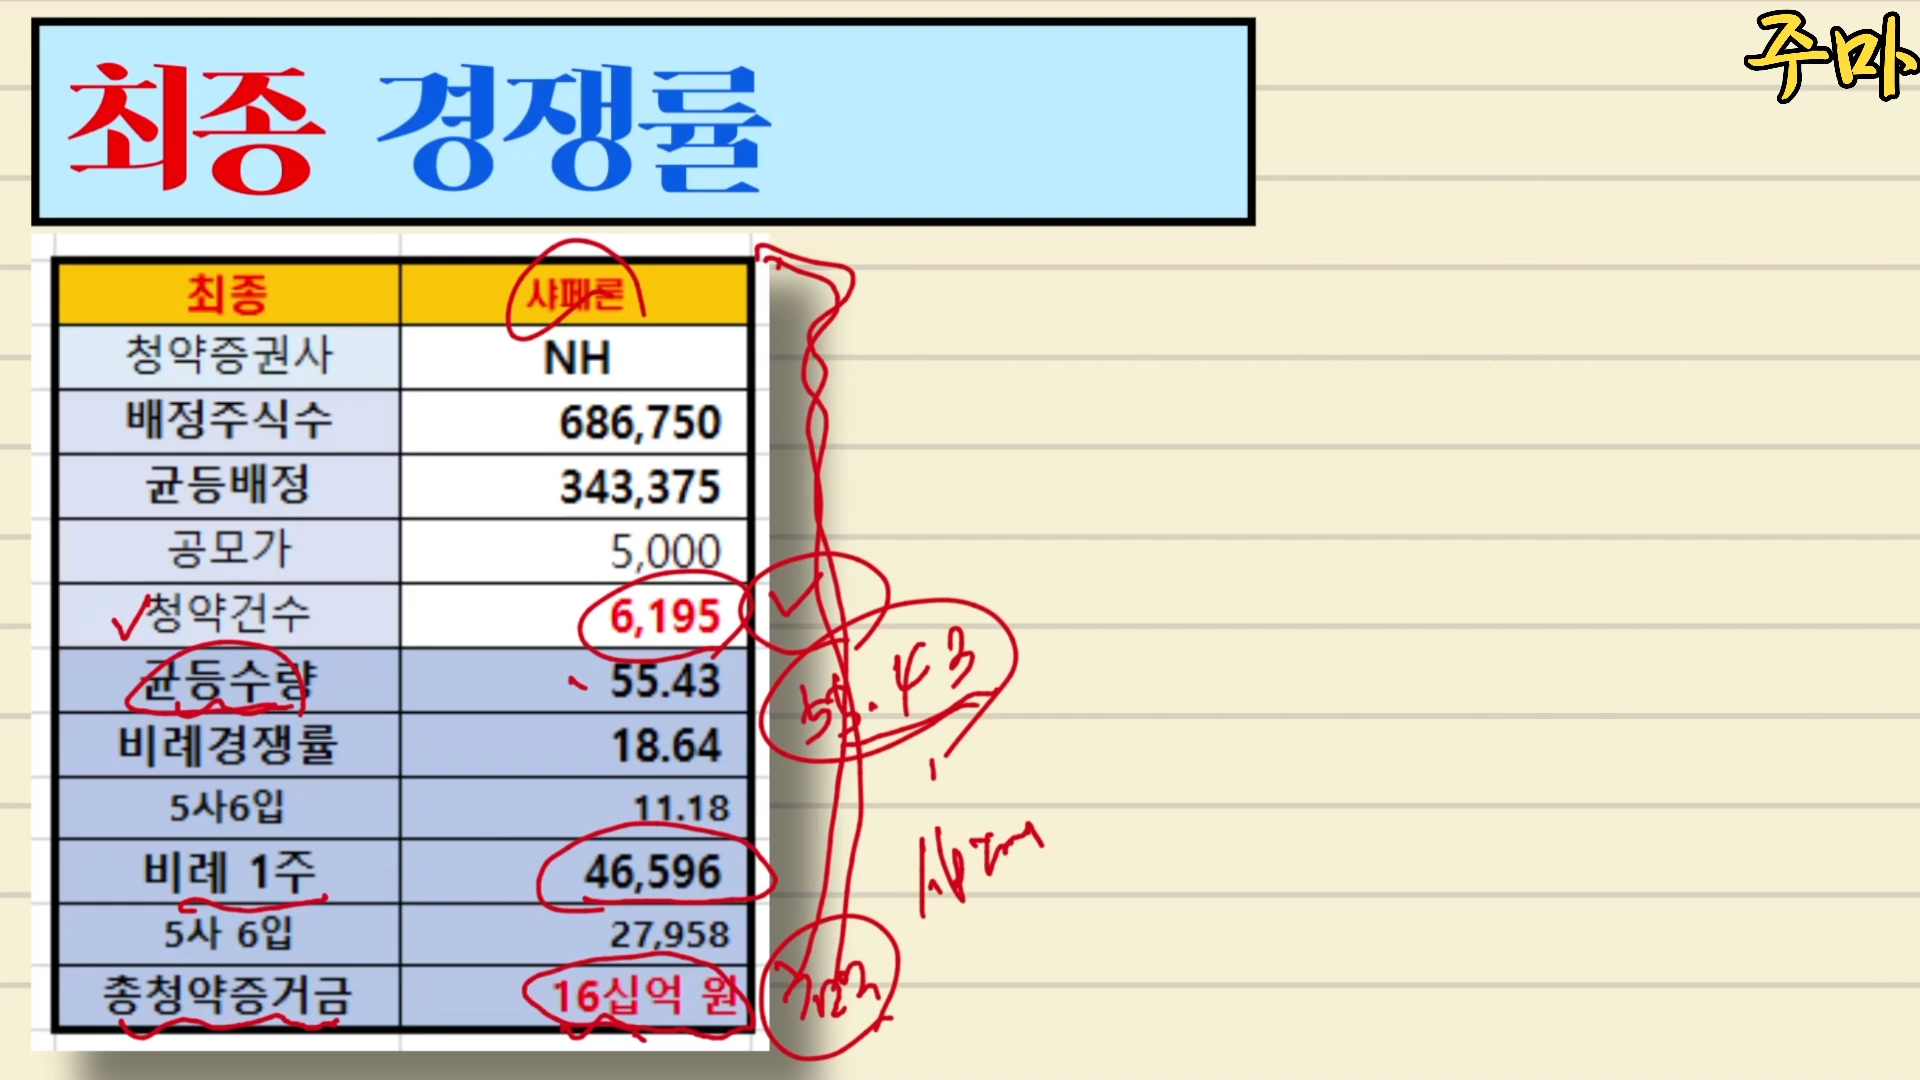 주마
최종 경쟁률
최종 샤페론
청약증권사 NH
배정주식수 686,750
균등배정 343,375
공모가 5,000
청약건수 6,195
균등수량 55.43
비례경쟁률 18.64
5사6입 11.18
비례 1주 46,596
5사 6입 27,958
총청약증거금 16십억 원
55.43